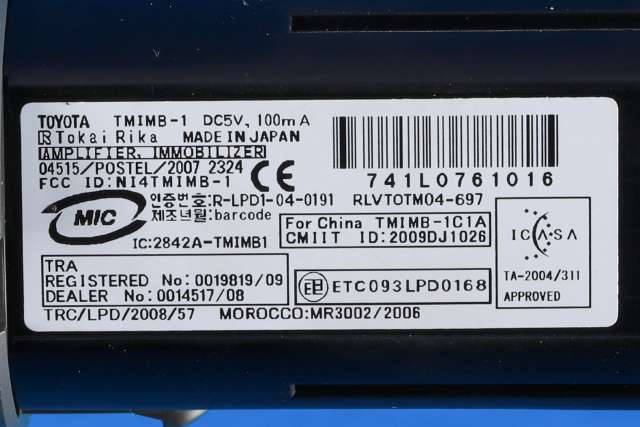 TOYOTA TMIMB-1 DC5V, 100mA
Tokai Rika MADE IN JAPAN
AMPLIFIER, IMMOBILIZER
04515/POSTEL/2007 2324
FCC ID:NI4TMIMB-1
CE
741L0761016
MIC
인증번호:R-LPD1-04-0191 RLVTOTM04-697
제조년월:barcode
IC:2842A-TMIMB1
For China TMIMB-1C1A
CMIIT ID:2009DJ1026
ICASA
TA-2004/311
APPROVED
TRA
REGISTERED No:0019819/09
DEALER No:0014517/08
ETC093LPD0168
TRC/LPD/2008/57 MOROCCO:MR3002/2006